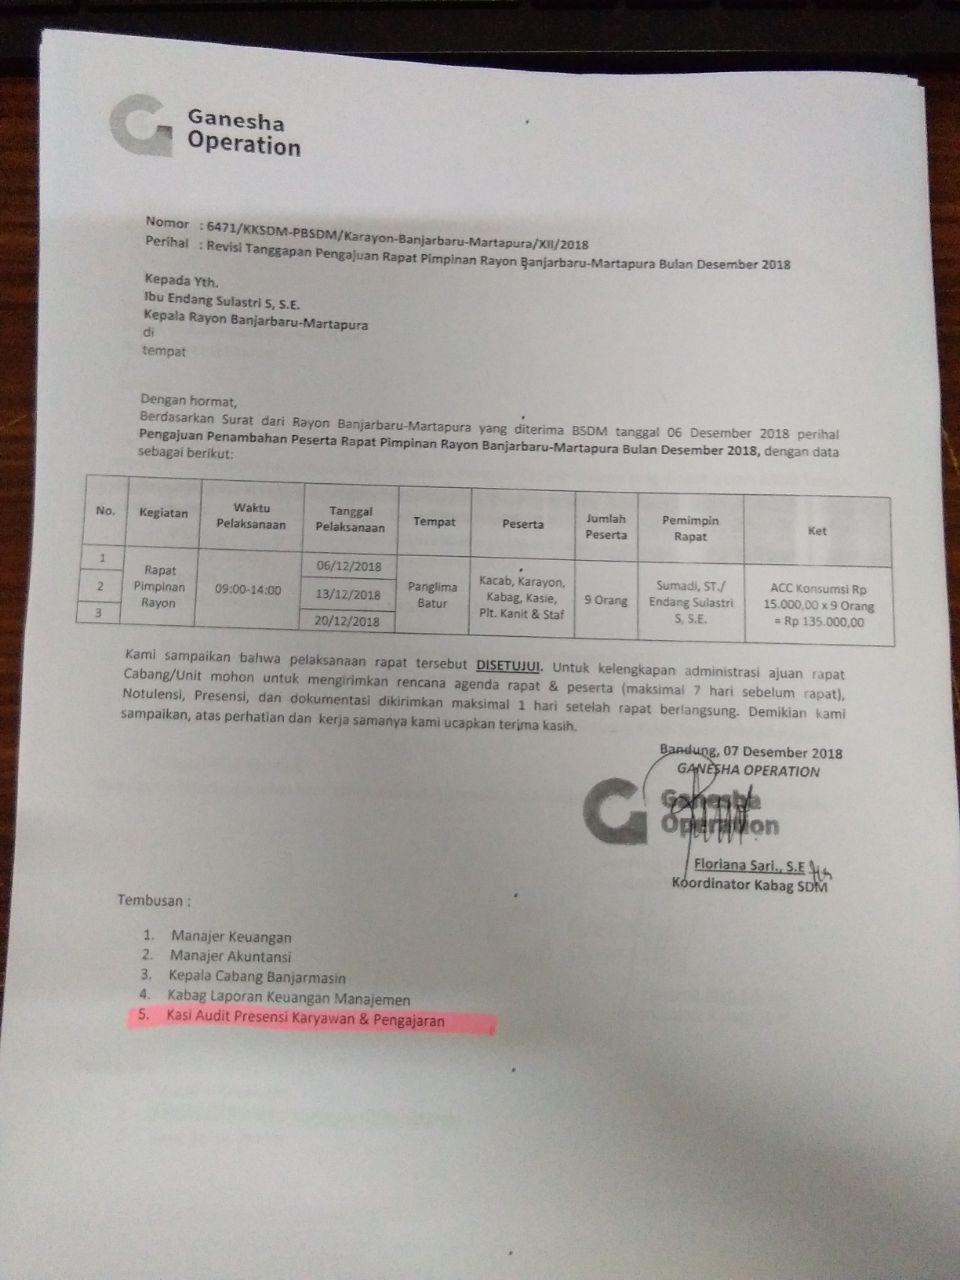 Ganesha
Operation
Nomor : 6471/KKSDM-PBSDM/Karayon-Banjarbaru-Martapura/XII/2018
Perihal : Revisi Tanggapan Pengajuan Rapat Pimpinan Rayon Banjarbaru-Martapura Bulan Desember 2018
Kepada Yth.
Ibu Endang Sulastri S, S.E.
Kepala Rayon Banjarbaru-Martapura
di
tempat
Dengan hormat,
Berdasarkan Surat dari Rayon Banjarbaru-Martapura yang diterima BSDM tanggal 06 Desember 2018 perihal
Pengajuan Penambahan Peserta Rapat Pimpinan Rayon Banjarbaru-Martapura Bulan Desember 2018, dengan data
sebagai berikut:
No. Kegiatan Waktu Pelaksanaan Tanggal Pelaksanaan Tempat Peserta Jumlah Peserta Pemimpin Rapat Ket
1 06/12/2018
2 Rapat Pimpinan Rayon 09:00-14:00 13/12/2018 Panglima Batur Kacab, Karayon, Kabag, Kasie, Plt. Kanit & Staf 9 Orang Sumadi, ST./ Endang Sulastri S, S.E. ACC Konsumsi Rp 15.000,00 x 9 Orang = Rp 135.000,00
3 20/12/2018
Kami sampaikan bahwa pelaksanaan rapat tersebut DISETUJUI. Untuk kelengkapan administrasi ajuan rapat
Cabang/Unit mohon untuk mengirimkan rencana agenda rapat & peserta (maksimal 7 hari sebelum rapat),
Notulensi, Presensi, dan dokumentasi dikirimkan maksimal 1 hari setelah rapat berlangsung. Demikian kami
sampaikan, atas perhatian dan kerja samanya kami ucapkan terima kasih.
Bandung, 07 Desember 2018
GANESHA OPERATION
Ganesha
Operation
Floriana Sari., S.E
Koordinator Kabag SDM
Tembusan :
1. Manajer Keuangan
2. Manajer Akuntansi
3. Kepala Cabang Banjarmasin
4. Kabag Laporan Keuangan Manajemen
5. Kasi Audit Presensi Karyawan & Pengajaran